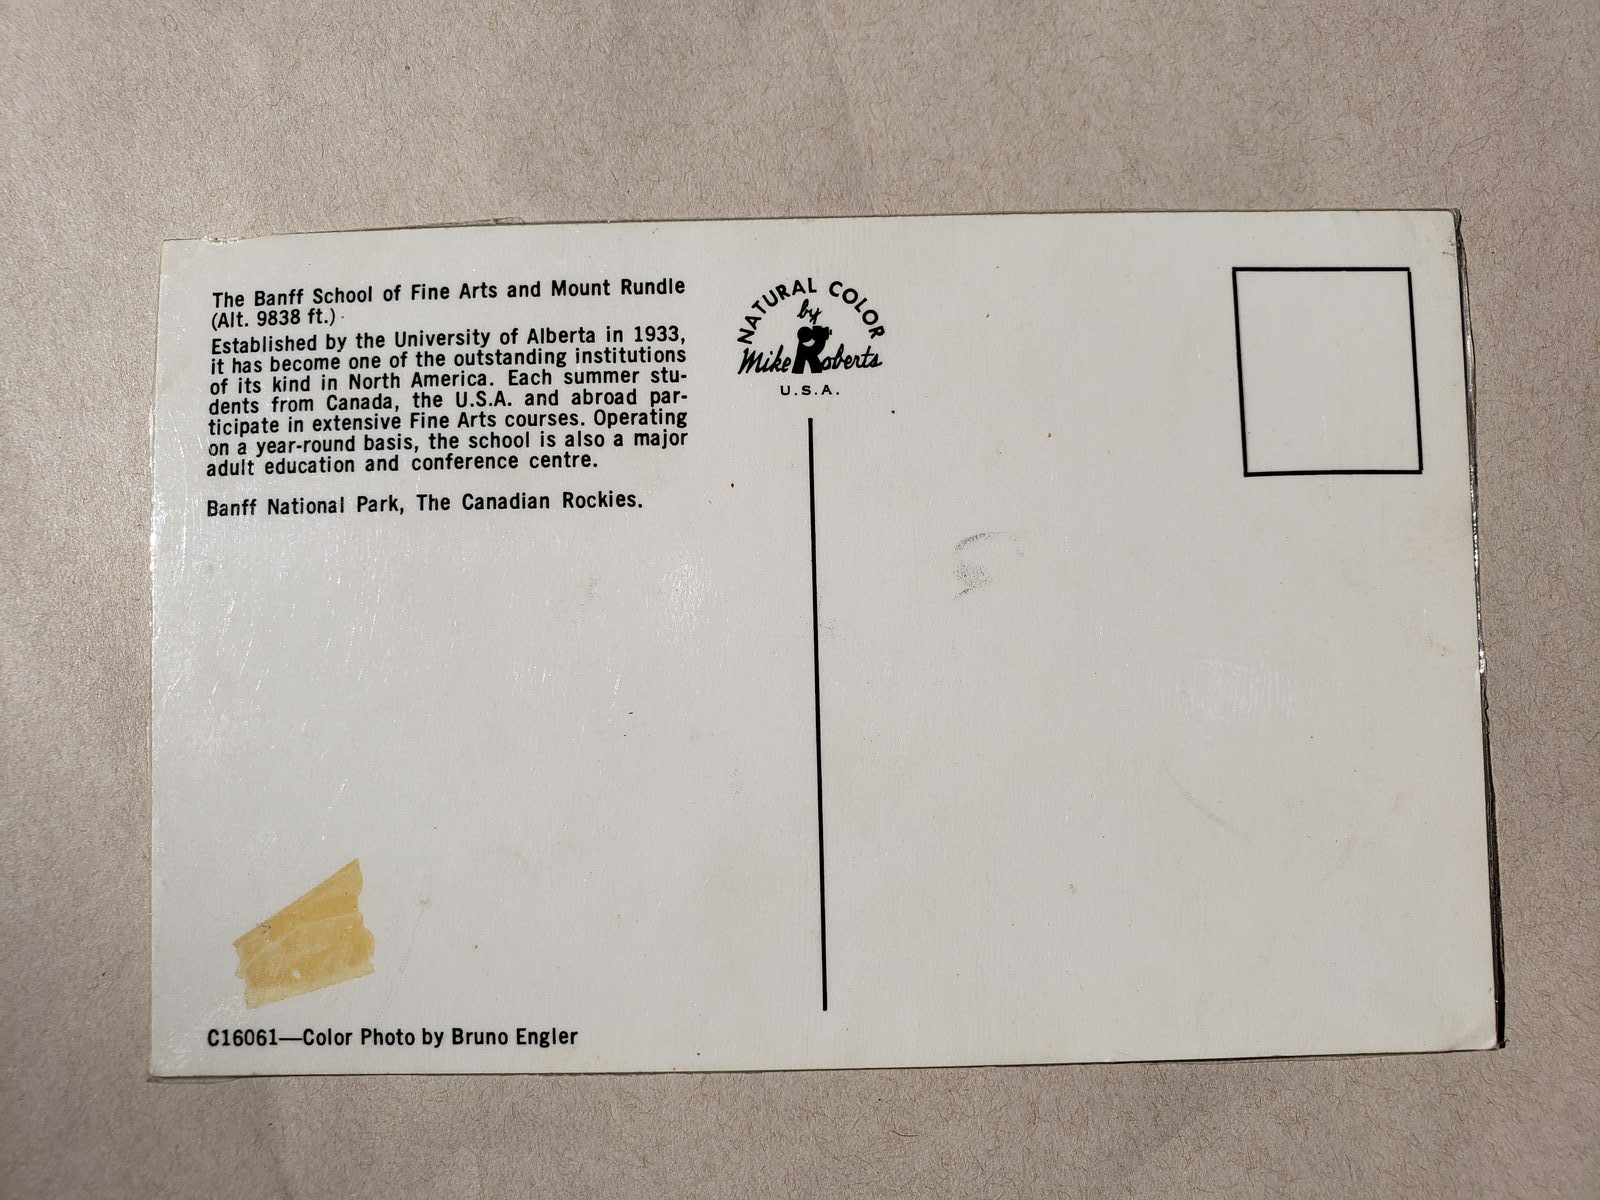 The Banff School of Fine Arts and Mount Rundle
(Alt. 9838 ft.)
Established by the University of Alberta in 1933,
it has become one of the outstanding institutions
of its kind in North America. Each summer stu-
dents from Canada, the U.S.A. and abroad par-
ticipate in extensive Fine Arts courses. Operating
on a year-round basis, the school is also a major
adult education and conference centre.
Banff National Park, The Canadian Rockies.
C16061—Color Photo by Bruno Engler
NATURAL COLOR
by
Mike Roberts
U.S.A.